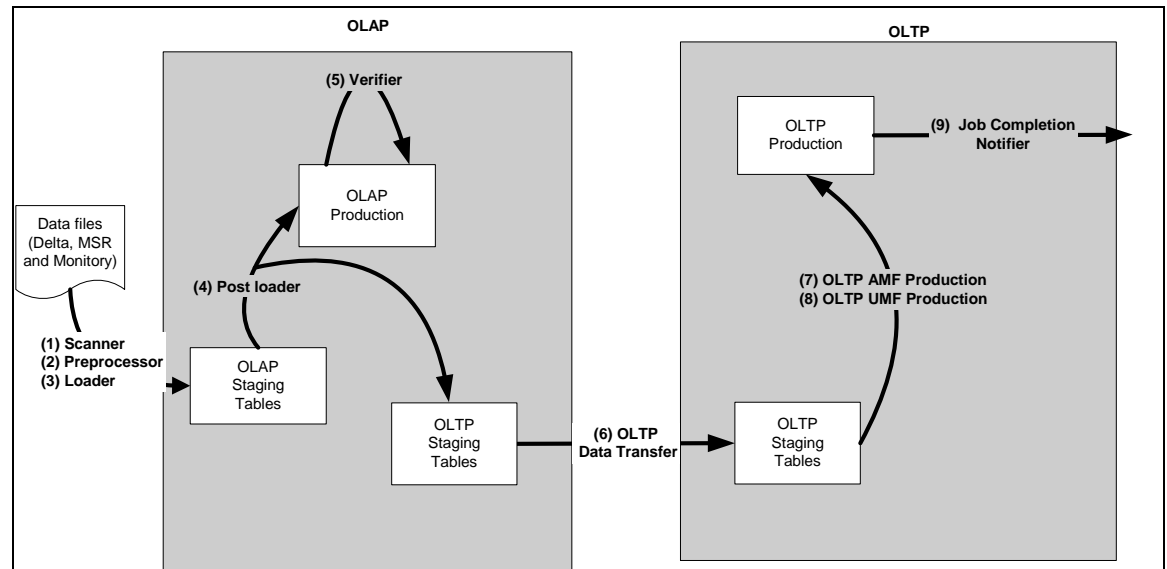 OLAP
OLTP
(5) Verifier
OLAP
Production
OLTP
Production
(9) Job Completion
Notifier
Data files
(Delta, MSR
and Monitory)
(4) Post loader
(7) OLTP AMF Production
(8) OLTP UMF Production
(1) Scanner
(2) Preprocessor
(3) Loader
OLAP
Staging
Tables
OLTP
Staging
Tables
(6) OLTP
Data Transfer
OLTP
Staging
Tables